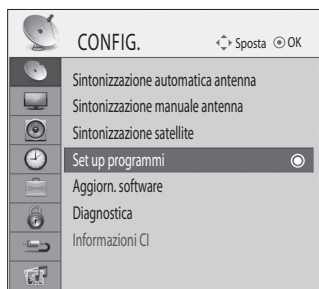 CONFIG.
Sposta OK
Sintonizzazione automatica antenna
Sintonizzazione manuale antenna
Sintonizzazione satellite
Set up programmi
Aggiorn. software
Diagnostica
Informazioni CI